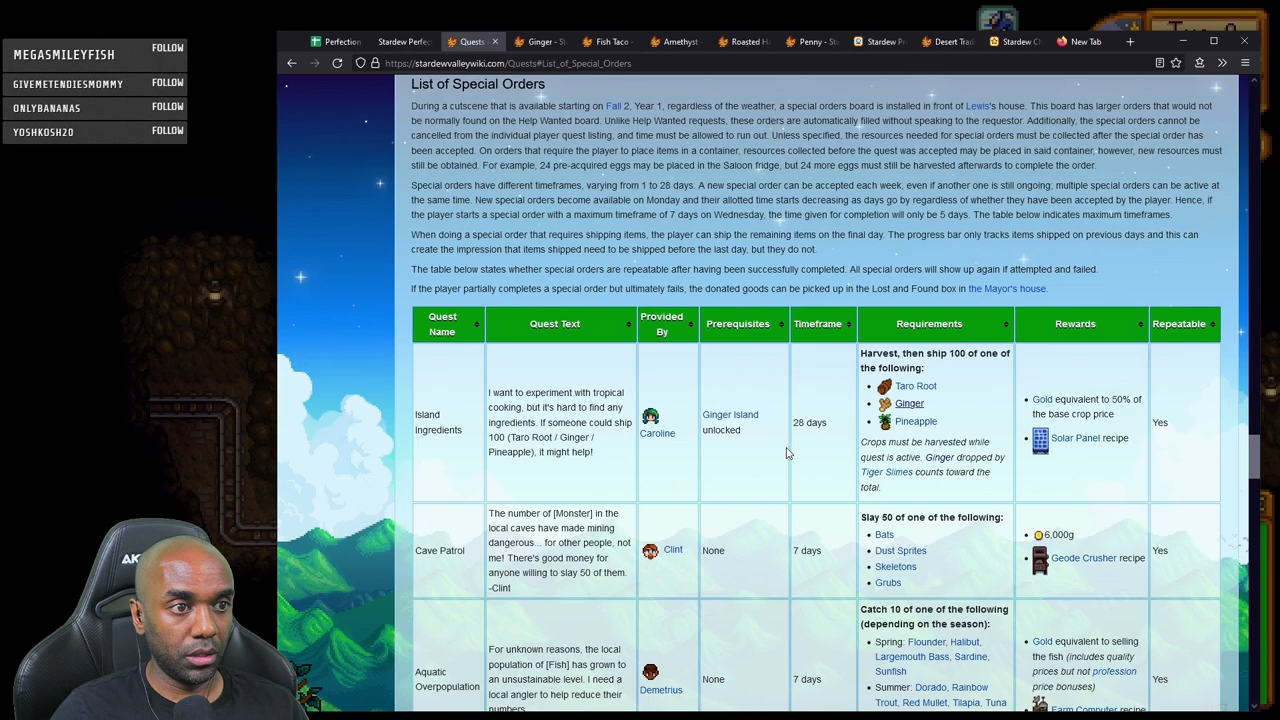 MEGASMILEYFISH FOLLOW
GIVEMETENDIESMOMMY FOLLOW
ONLYBANANAS FOLLOW
YOSHKOSH20 FOLLOW
Perfection
Stardew Perfec
Quests -
Ginger - St
Fish Taco -
Amethyst -
Roasted Ha
Penny - Sta
Stardew Pr
Desert Trad
Stardew Ch
New Tab
https://stardewvalleywiki.com/Quests#List_of_Special_Orders
List of Special Orders
During a cutscene that is available starting on Fall 2, Year 1, regardless of the weather, a special orders board is installed in front of Lewis's house. This board has larger orders that would
not be normally found on the Help Wanted board. Unlike Help Wanted requests, these orders are automatically filled without speaking to the requestor. Additionally, the special orders cannot be
cancelled from the individual player quest listing, and time must be allowed to run out. Unless specified, the resources needed for special orders must be collected after the special order has
been accepted. On orders that require the player to place items in a container, resources collected before the quest was accepted may be placed in said container, however, new resources must
still be obtained. For example, 24 pre-acquired eggs may be placed in the Saloon fridge, but 24 more eggs must still be harvested afterwards to complete the order.
Special orders have different timeframes, varying from 1 to 28 days. A new special order can be accepted each week, even if another one is still ongoing; multiple special orders can be active at
the same time. New special orders become available on Monday and their allotted time starts decreasing as days go by regardless of whether they have been accepted by the player. Hence, if
the player starts a special order with a maximum timeframe of 7 days on Wednesday, the time given for completion will only be 5 days. The table below indicates maximum timeframes.
When doing a special order that requires shipping items, the player can ship the remaining items on the final day. The progress bar only tracks items shipped on previous days and this can
create the impression that items shipped need to be shipped before the last day, but they do not.
The table below states whether special orders are repeatable after having been successfully completed. All special orders will show up again if attempted and failed.
If the player partially completes a special order but ultimately fails, the donated goods can be picked up in the Lost and Found box in the Mayor's house.
Quest Name
Quest Text
Provided By
Prerequisites
Timeframe
Requirements
Rewards
Repeatable
Island
Ingredients
I want to experiment with tropical
cooking, but it's hard to find any
ingredients. If someone could ship
100 (Taro Root / Ginger /
Pineapple), it might help!
Caroline
Ginger Island
unlocked
28 days
Harvest, then ship 100 of one of
the following:
Taro Root
Ginger
Pineapple
Crops must be harvested while
quest is active. Ginger dropped by
Tiger Slimes counts toward the
total.
Gold equivalent to 50% of
the base crop price
Solar Panel recipe
Yes
Cave Patrol
The number of [Monster] in the
local caves have made mining
dangerous... for other people, not
me! There's good money for
anyone willing to slay 50 of them.
-Clint
Clint
None
7 days
Slay 50 of one of the following:
Bats
Dust Sprites
Skeletons
Grubs
6,000g
Geode Crusher recipe
Yes
Aquatic
Overpopulation
For unknown reasons, the local
population of [Fish] has grown to
an unsustainable level. I need a
local angler to help reduce their
numbers.
Demetrius
None
7 days
Catch 10 of one of the following
(depending on the season):
Spring: Flounder, Halibut,
Largemouth Bass, Sardine,
Sunfish
Summer: Dorado, Rainbow
Trout, Red Mullet, Tilapia, Tuna
Gold equivalent to selling
the fish (includes quality
prices but not profession
price bonuses)
Farm Computer recipe
Yes